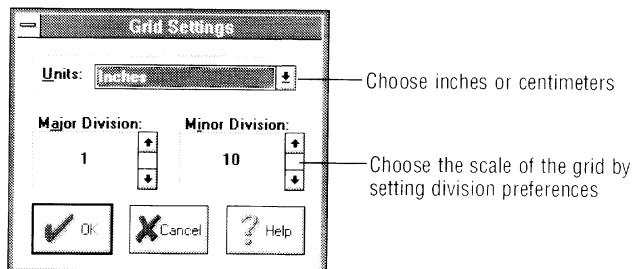 Grid Settings
Units: Inches
Choose inches or centimeters
Major Division: Minor Division:
1 10
Choose the scale of the grid by
setting division preferences
OK Cancel Help